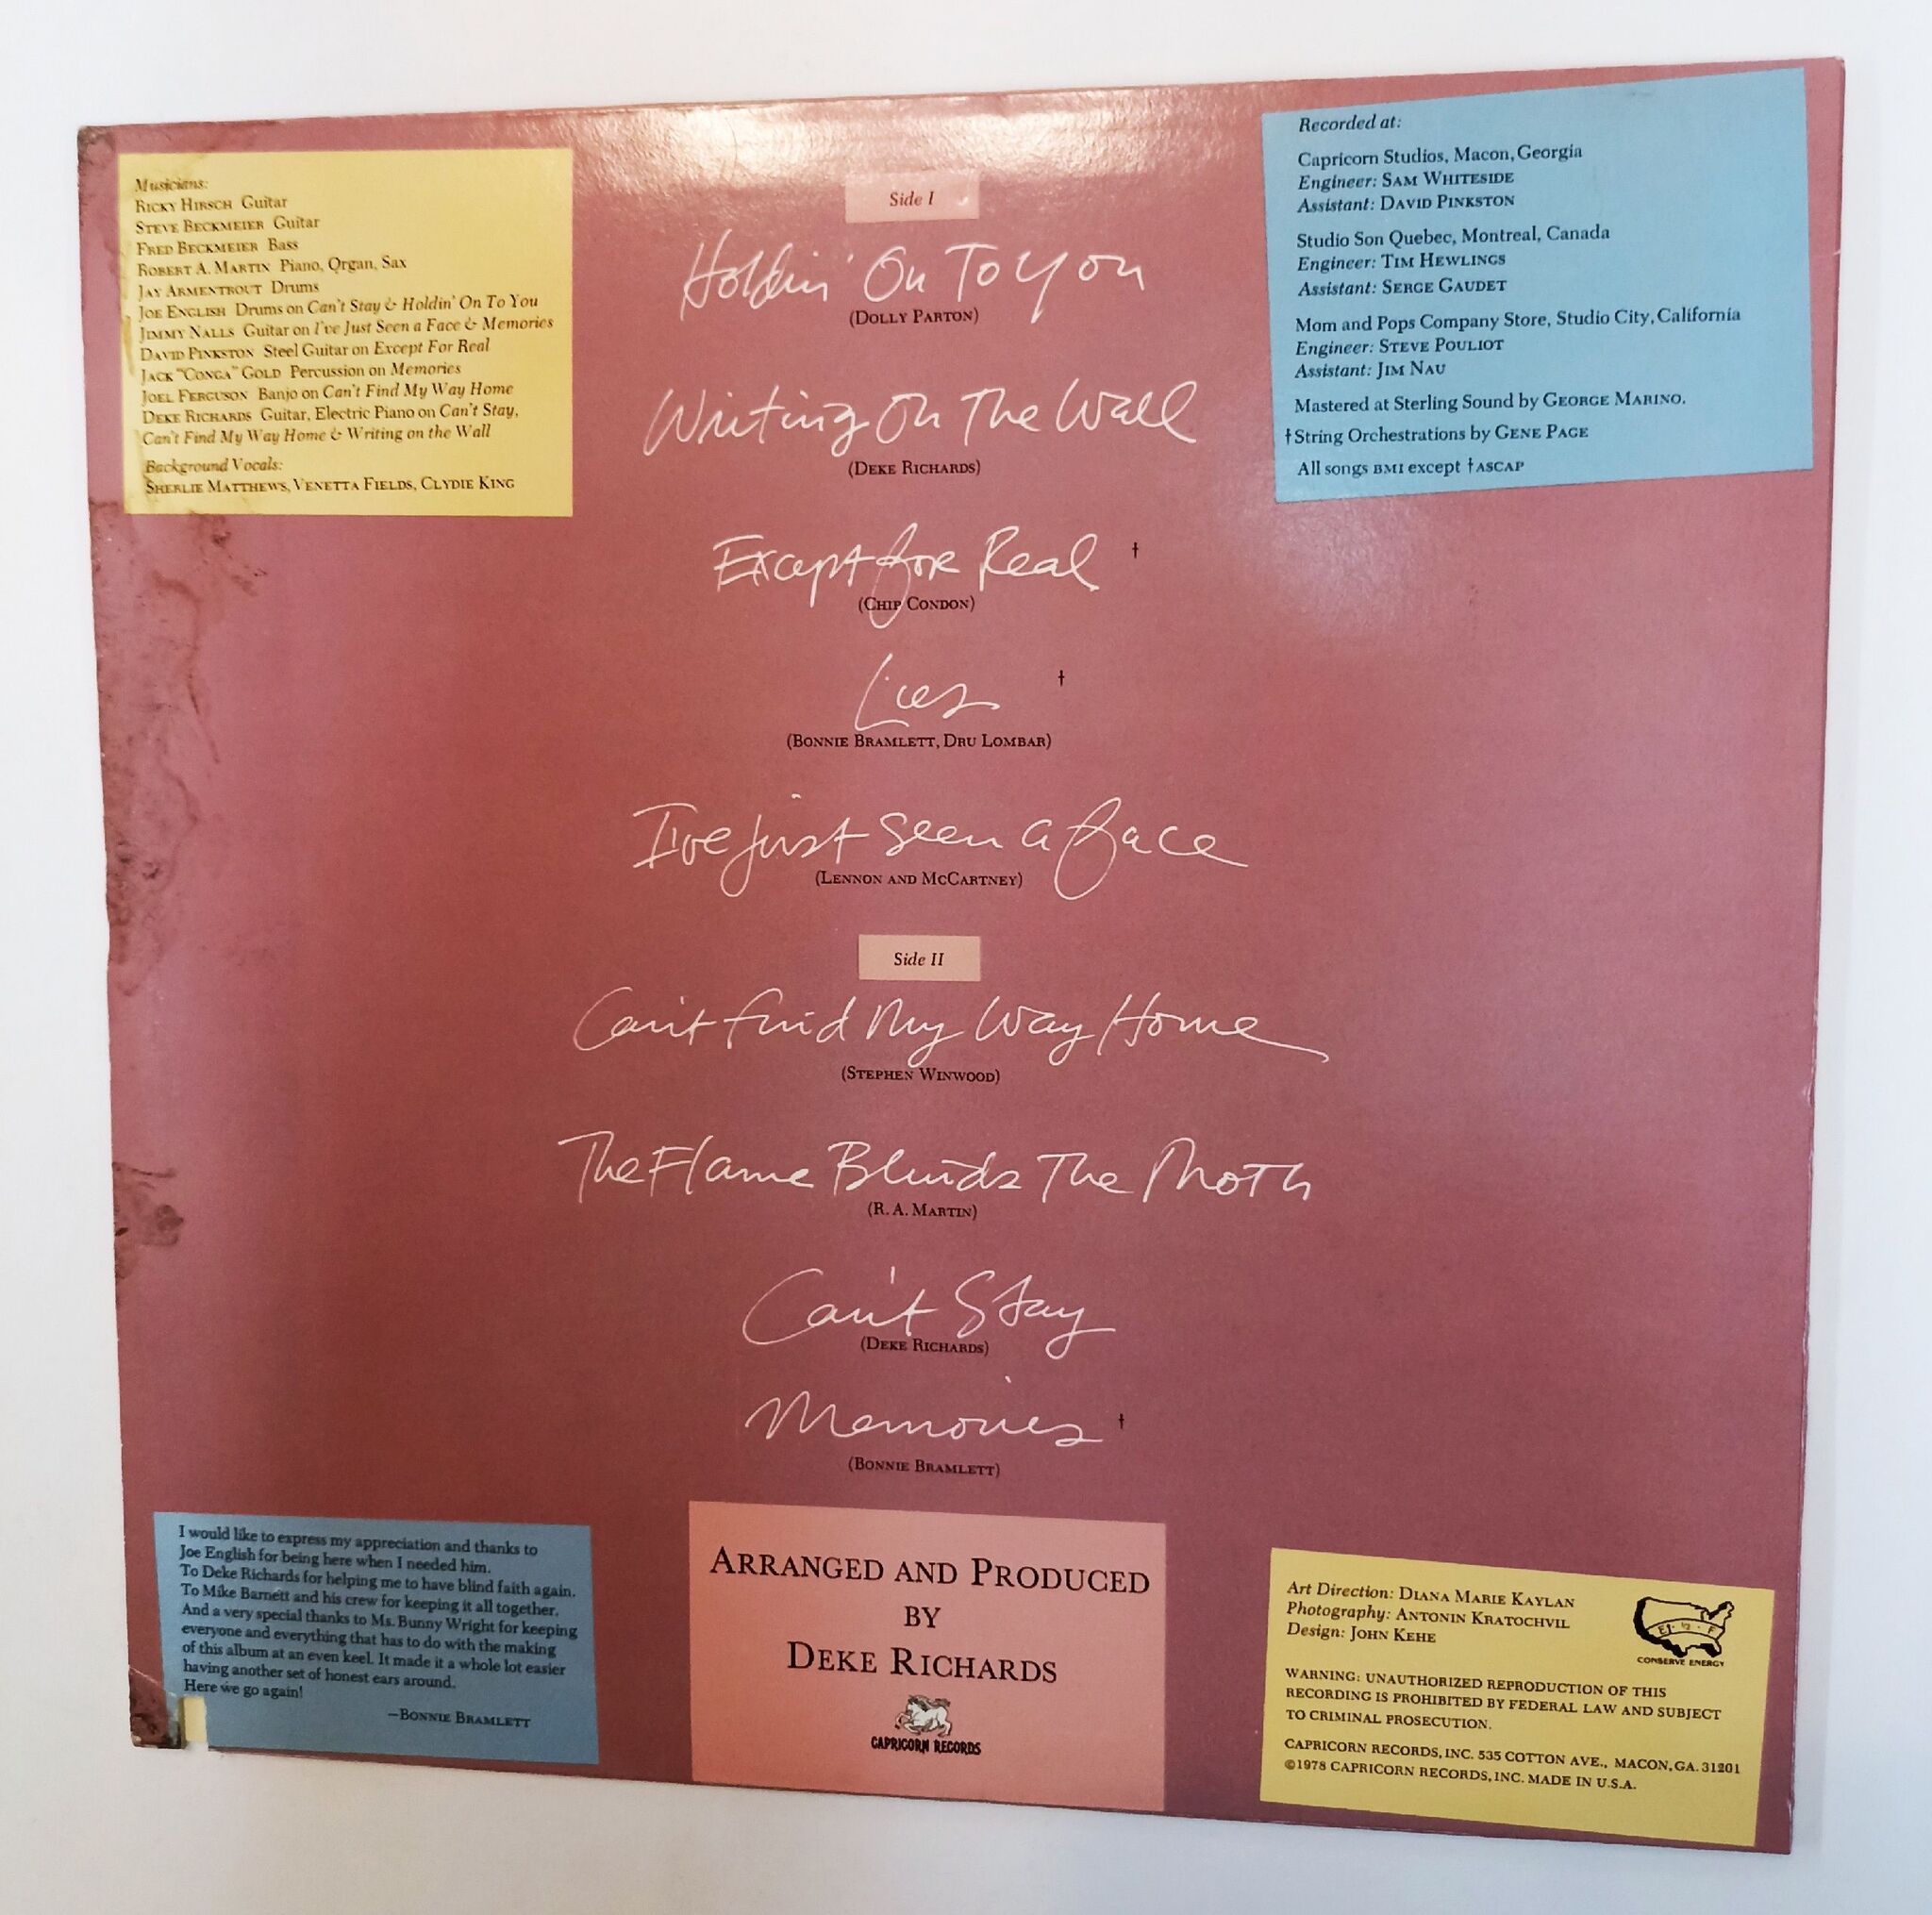 Musicians:
RICKY HIRSCH Guitar
STEVE BECKMEIER Guitar
FRED BECKMEIER Bass
ROBERT A. MARTIN Piano, Organ, Sax
JAY ARMENTROUT Drums
JOE ENGLISH Drums on Can't Stay & Holdin' On To You
JIMMY NALLS Guitar on I've Just Seen a Face & Memories
DAVID PINKSTON Steel Guitar on Except For Real
JACK "CONGA" GOLD Percussion on Memories
JOEL FERGUSON Banjo on Can't Find My Way Home
DEKE RICHARDS Guitar, Electric Piano on Can't Stay,
Can't Find My Way Home & Writing on the Wall
Background Vocals:
SHERLIE MATTHEWS, VENETTA FIELDS, CLYDIE KING
Side I
Holdin' On To You
(DOLLY PARTON)
Writing On The Wall
(DEKE RICHARDS)
Except for Real †
(CHIP CONDON)
Lies †
(BONNIE BRAMLETT, DRU LOMBAR)
I've just seen a face
(LENNON AND MCCARTNEY)
Side II
Can't find My Way Home
(STEPHEN WINWOOD)
The Flame Blinds The Moth
(R. A. MARTIN)
Can't Stay
(DEKE RICHARDS)
Memories †
(BONNIE BRAMLETT)
Recorded at:
Capricorn Studios, Macon, Georgia
Engineer: SAM WHITESIDE
Assistant: DAVID PINKSTON
Studio Son Quebec, Montreal, Canada
Engineer: TIM HEWLINGS
Assistant: SERGE GAUDET
Mom and Pops Company Store, Studio City, California
Engineer: STEVE POULIOT
Assistant: JIM NAU
Mastered at Sterling Sound by GEORGE MARINO.
†String Orchestrations by GENE PAGE
All songs BMI except †ASCAP
I would like to express my appreciation and thanks to
Joe English for being here when I needed him.
To Deke Richards for helping me to have blind faith again.
To Mike Barnett and his crew for keeping it all together.
And a very special thanks to Ms. Bunny Wright for keeping
everyone and everything that has to do with the making
of this album at an even keel. It made it a whole lot easier
having another set of honest ears around.
Here we go again!
—BONNIE BRAMLETT
ARRANGED AND PRODUCED
BY
DEKE RICHARDS
CAPRICORN RECORDS
Art Direction: DIANA MARIE KAYLAN
Photography: ANTONIN KRATOCHVIL
Design: JOHN KEHE
CONSERVE ENERGY
WARNING: UNAUTHORIZED REPRODUCTION OF THIS
RECORDING IS PROHIBITED BY FEDERAL LAW AND SUBJECT
TO CRIMINAL PROSECUTION.
CAPRICORN RECORDS, INC. 535 COTTON AVE., MACON, GA. 31201
©1978 CAPRICORN RECORDS, INC. MADE IN U.S.A.